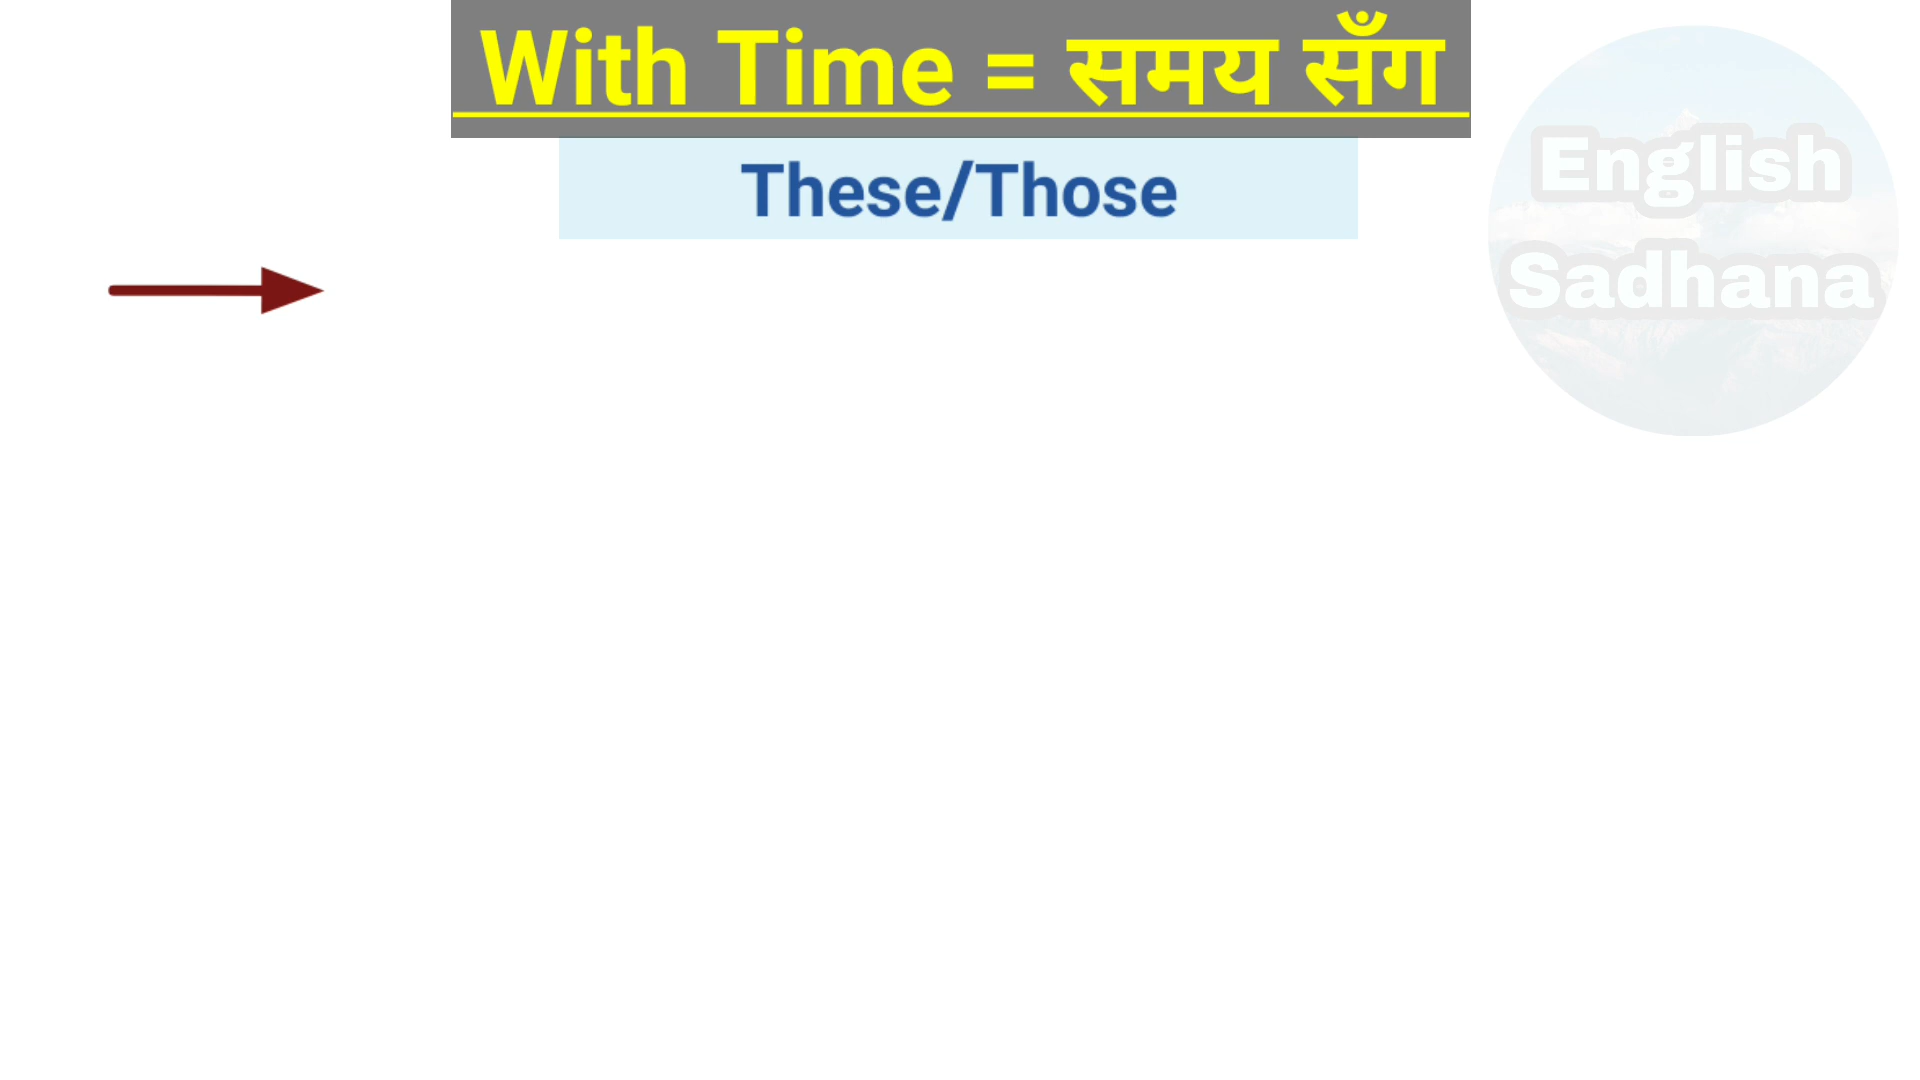 With Time = समय सँग
These/Those
English
Sadhana